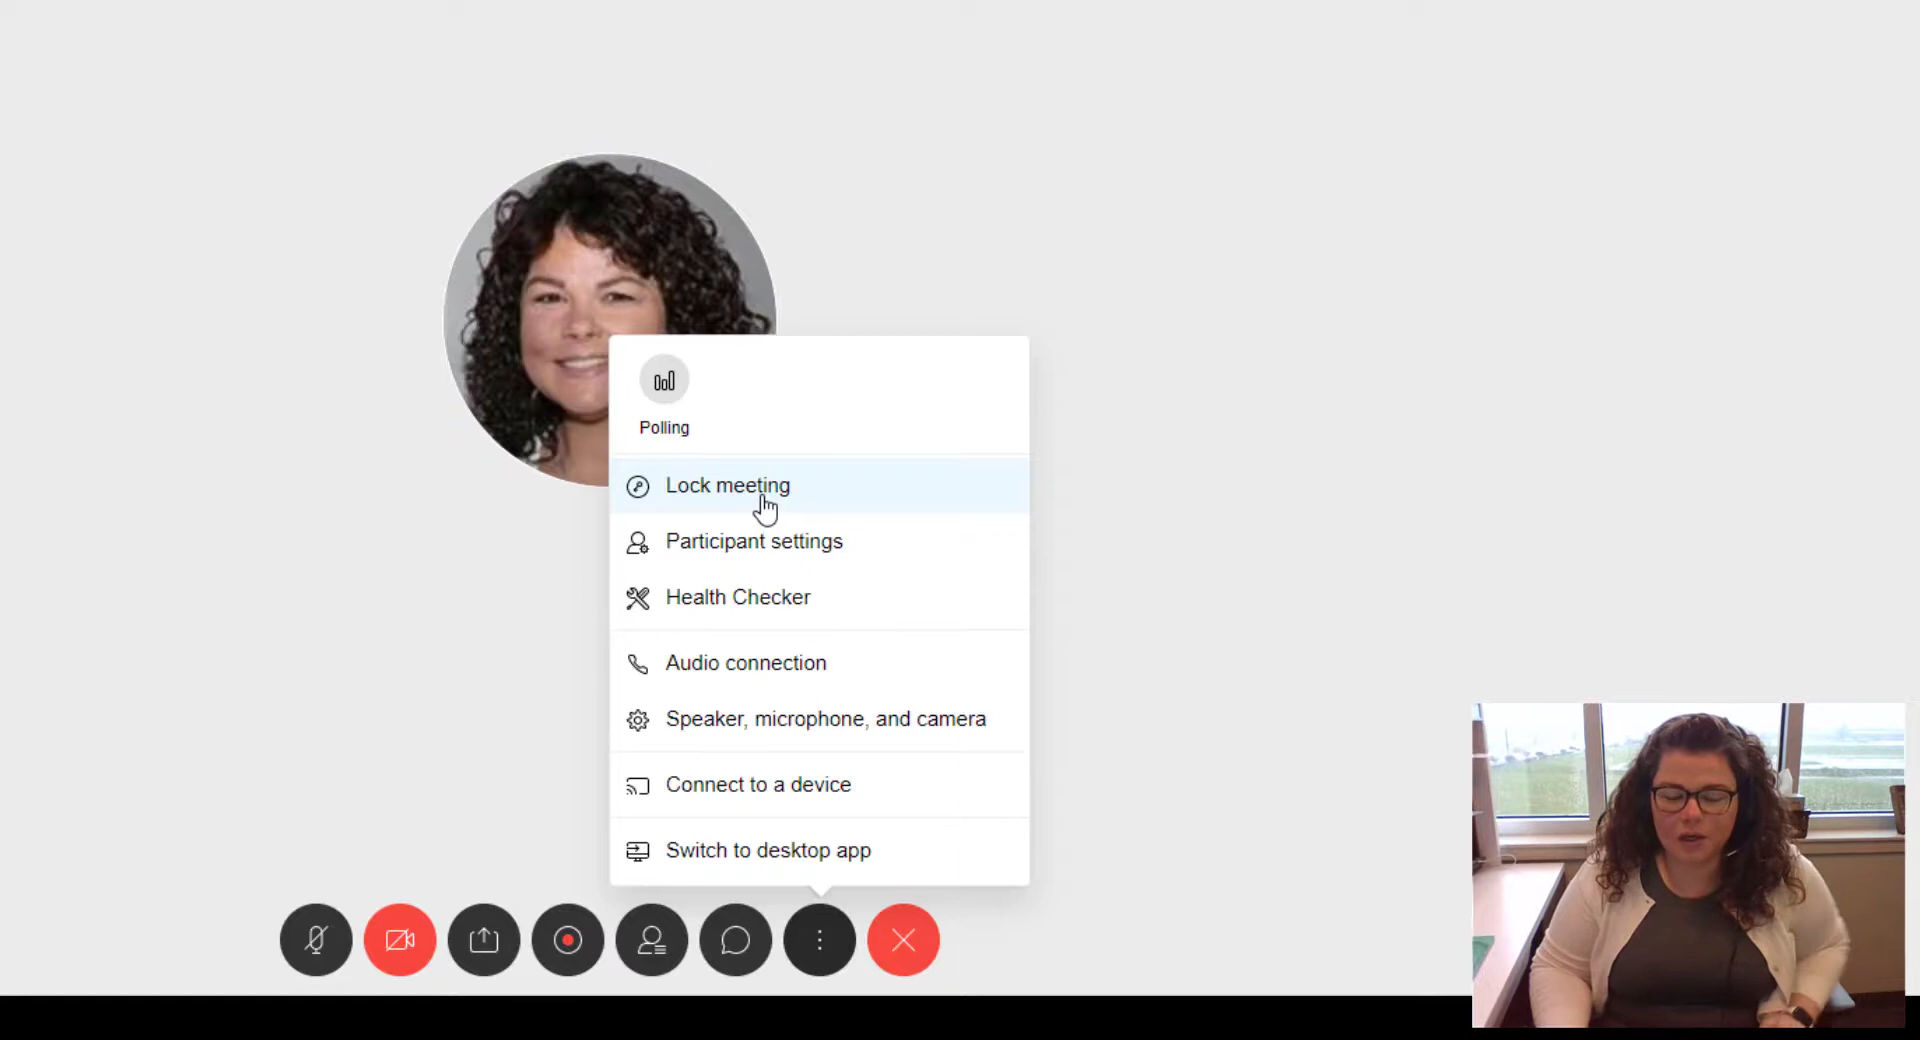 Polling
Lock meeting
Participant settings
Health Checker
Audio connection
Speaker, microphone, and camera
Connect to a device
Switch to desktop app